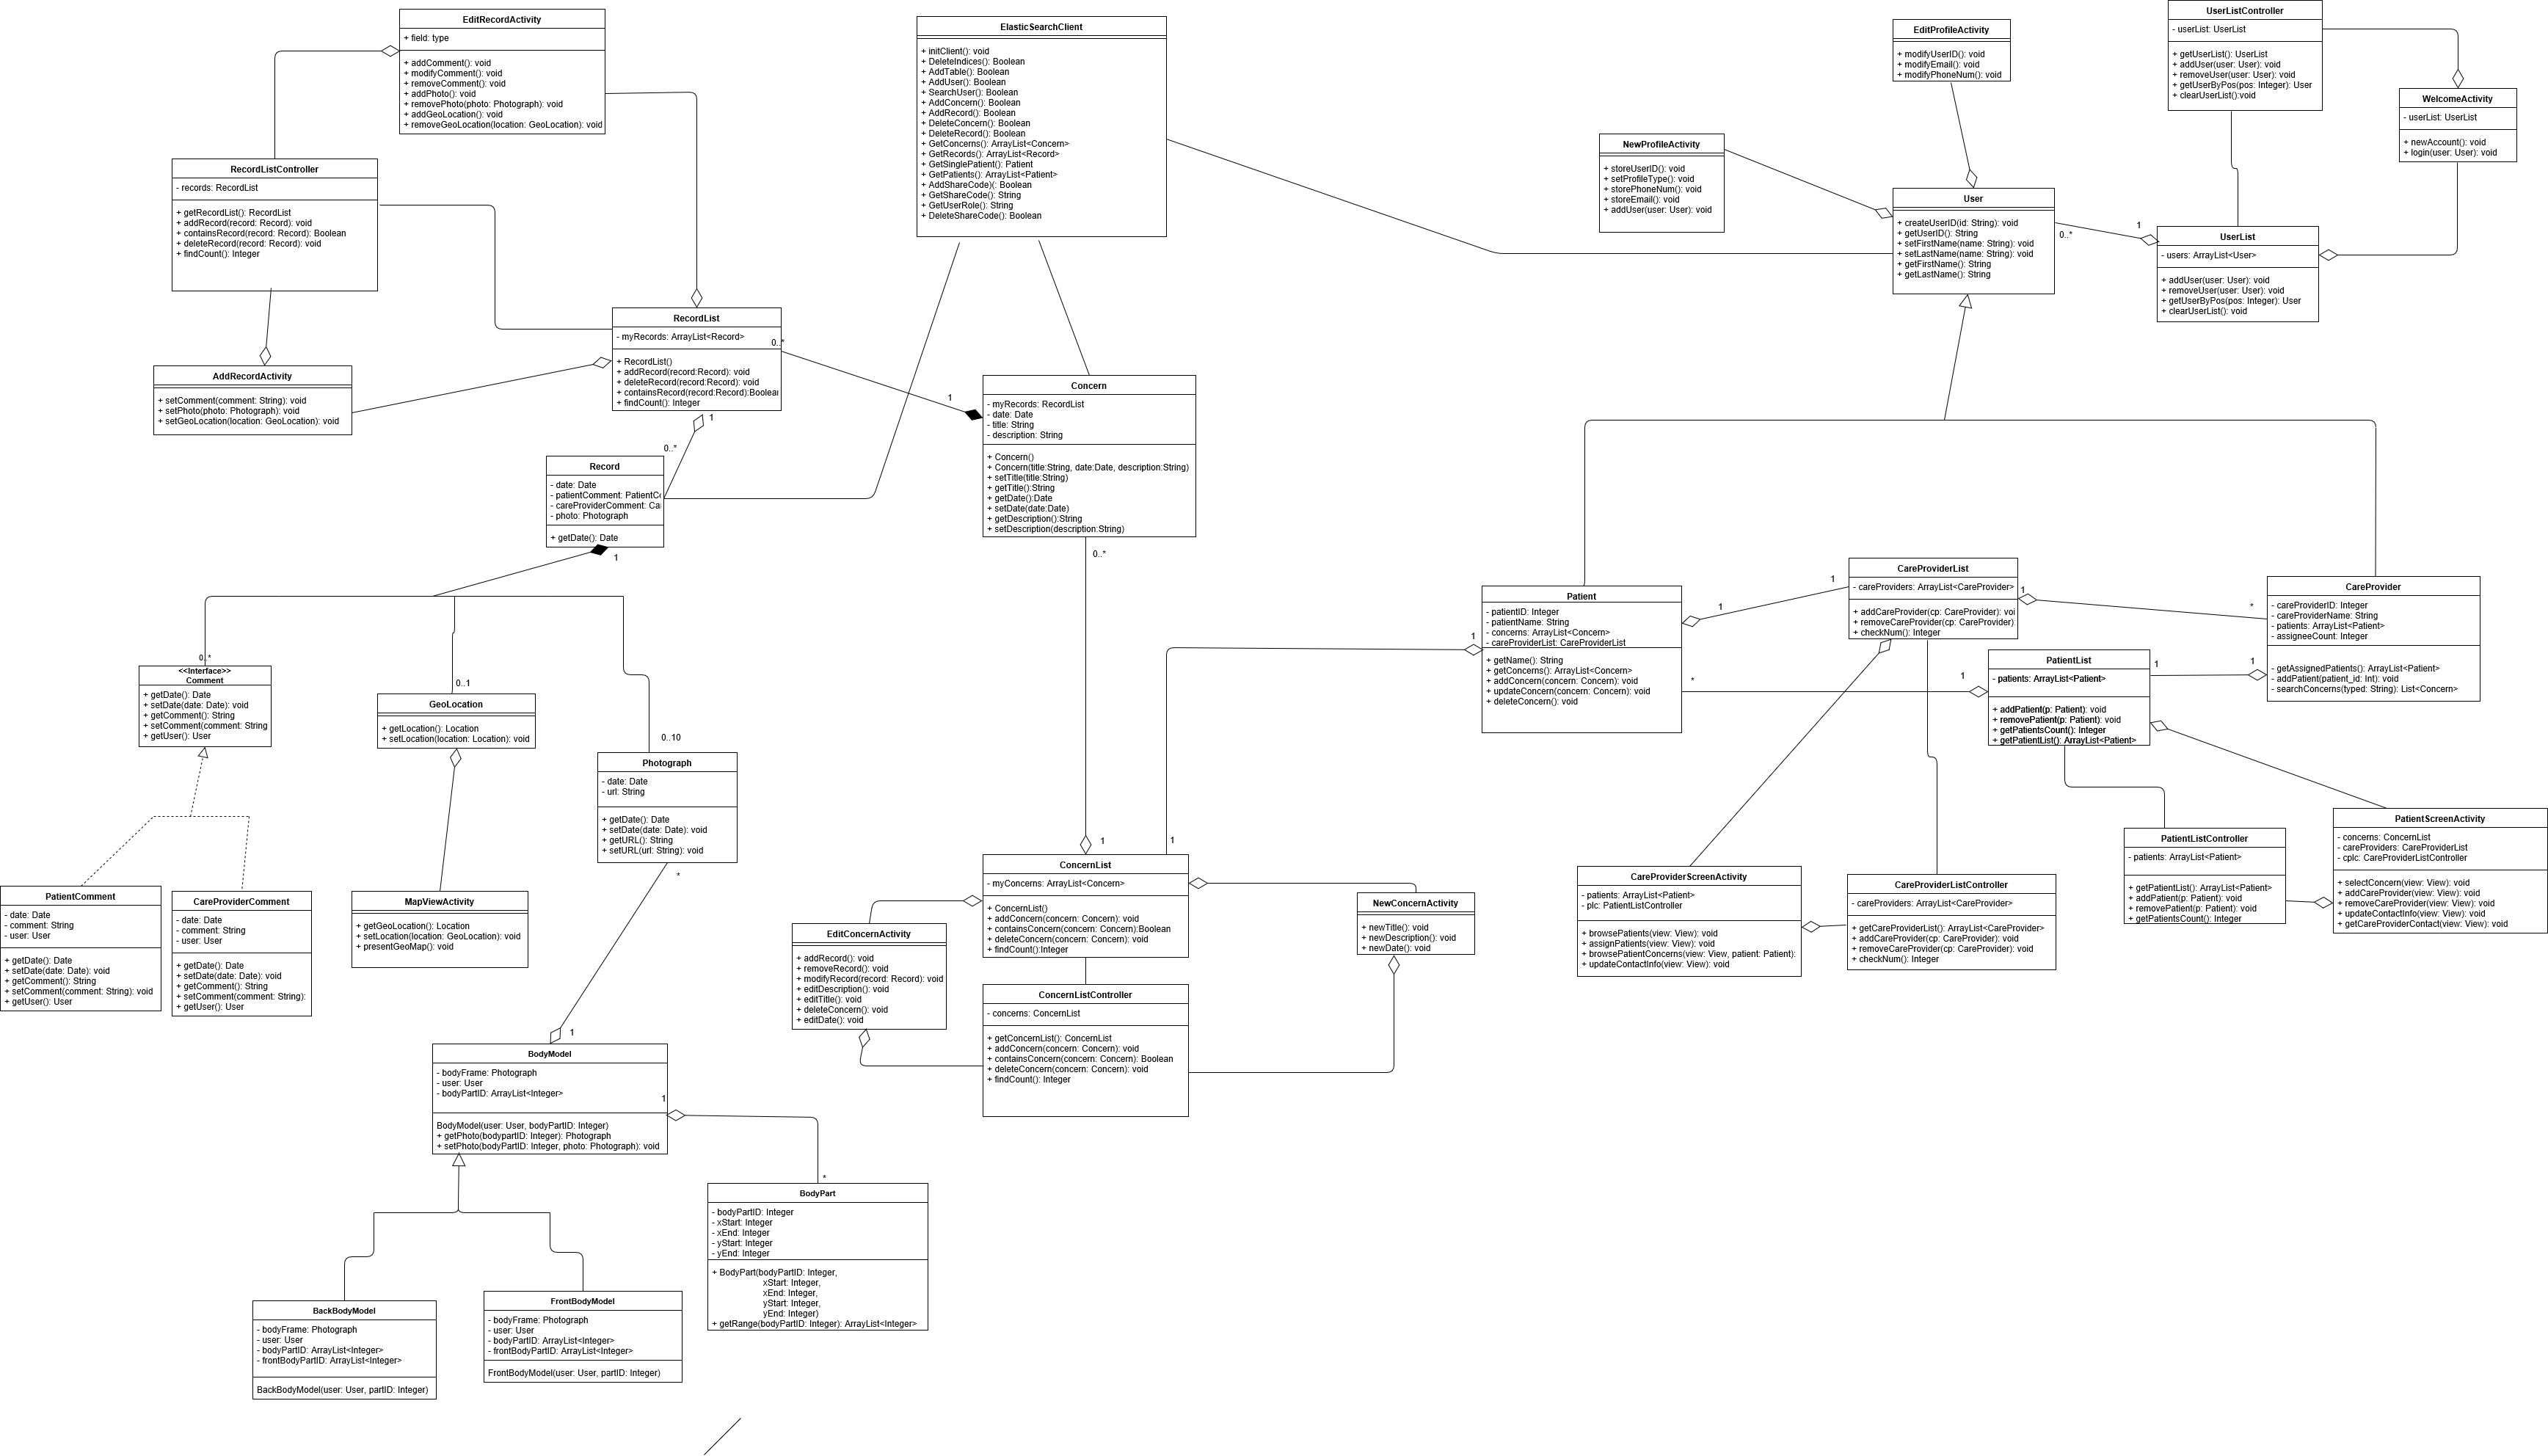 EditRecordActivity
+ field: type
+ addComment(): void
+ modifyComment(): void
+ removeComment(): void
+ addPhoto(): void
+ removePhoto(photo: Photograph): void
+ addGeoLocation(): void
+ removeGeoLocation(location: GeoLocation): void
ElasticSearchClient
+ initClient(): void
+ DeleteIndices(): Boolean
+ AddTable(): Boolean
+ AddUser(): Boolean
+ SearchUser(): Boolean
+ AddConcern(): Boolean
+ AddRecord(): Boolean
+ DeleteConcern(): Boolean
+ DeleteRecord(): Boolean
+ GetConcerns(): ArrayList<Concern>
+ GetRecords(): ArrayList<Record>
+ GetSinglePatient(): Patient
+ GetPatients(): ArrayList<Patient>
+ AddShareCode)(: Boolean
+ GetShareCode(): String
+ GetUserRole(): String
+ DeleteShareCode(): Boolean
EditProfileActivity
+ modifyUserID(): void
+ modifyEmail(): void
+ modifyPhoneNum(): void
UserListController
- userList: UserList
+ getUserList(): UserList
+ addUser(user: User): void
+ removeUser(user: User): void
+ getUserByPos(pos: Integer): User
+ clearUserList():void
WelcomeActivity
- userList: UserList
+ newAccount(): void
+ login(user: User): void
NewProfileActivity
+ storeUserID(): void
+ setProfileType(): void
+ storePhoneNum(): void
+ storeEmail(): void
+ addUser(user: User): void
User
+ createUserID(id: String): void
+ getUserID(): String
+ setFirstName(name: String): void
+ setLastName(name: String): void
+ getFirstName(): String
+ getLastName(): String
0..*
1
UserList
- users: ArrayList<User>
+ addUser(user: User): void
+ removeUser(user: User): void
+ getUserByPos(pos: Integer): User
+ clearUserList(): void
RecordListController
- records: RecordList
+ getRecordList(): RecordList
+ addRecord(record: Record): void
+ containsRecord(record: Record): Boolean
+ deleteRecord(record: Record): void
+ findCount(): Integer
RecordList
- myRecords: ArrayList<Record>
+ RecordList()
+ addRecord(record:Record): void
+ deleteRecord(record:Record): void
+ containsRecord(record:Record):Boolean
+ findCount(): Integer
0..*
1
1
0..*
AddRecordActivity
+ setComment(comment: String): void
+ setPhoto(photo: Photograph): void
+ setGeoLocation(location: GeoLocation): void
Concern
- myRecords: RecordList
- date: Date
- title: String
- description: String
+ Concern()
+ Concern(title:String, date:Date, description:String)
+ setTitle(title:String)
+ getTitle():String
+ getDate():Date
+ setDate(date:Date)
+ getDescription():String
+ setDescription(description:String)
0..*
Record
- date: Date
- patientComment: PatientCo
- careProviderComment: Ca
- photo: Photograph
+ getDate(): Date
1
0..*
0..1
0..10
<<Interface>>
Comment
+ getDate(): Date
+ setDate(date: Date): void
+ getComment(): String
+ setComment(comment: String
+ getUser(): User
GeoLocation
+ getLocation(): Location
+ setLocation(location: Location): void
Photograph
- date: Date
- url: String
+ getDate(): Date
+ setDate(date: Date): void
+ getURL(): String
+ setURL(url: String): void
*
PatientComment
- date: Date
- comment: String
- user: User
+ getDate(): Date
+ setDate(date: Date): void
+ getComment(): String
+ setComment(comment: String): void
+ getUser(): User
CareProviderComment
- date: Date
- comment: String
- user: User
+ getDate(): Date
+ setDate(date: Date): void
+ getComment(): String
+ setComment(comment: String):
+ getUser(): User
MapViewActivity
+ getGeoLocation(): Location
+ setLocation(location: GeoLocation): void
+ presentGeoMap(): void
Patient
- patientID: Integer
- patientName: String
- concerns: ArrayList<Concern>
- careProviderList: CareProviderList
+ getName(): String
+ getConcerns(): ArrayList<Concern>
+ addConcern(concern: Concern): void
+ updateConcern(concern: Concern): void
+ deleteConcern(): void
1
1
1
*
1
CareProviderList
- careProviders: ArrayList<CareProvider>
+ addCareProvider(cp: CareProvider): voi
+ removeCareProvider(cp: CareProvider)
+ checkNum(): Integer
1
*
CareProvider
- careProviderID: Integer
- careProviderName: String
- patients: ArrayList<Patient>
- assigneeCount: Integer
- getAssignedPatients(): ArrayList<Patient>
- addPatient(patient_id: Int): void
- searchConcerns(typed: String): List<Concern>
PatientList
- patients: ArrayList<Patient>
+ addPatient(p: Patient): void
+ removePatient(p: Patient): void
+ getPatientsCount(): Integer
+ getPatientList(): ArrayList<Patient>
1
1
PatientListController
- patients: ArrayList<Patient>
+ getPatientList(): ArrayList<Patient>
+ addPatient(p: Patient): void
+ removePatient(p: Patient): void
+ getPatientsCount(): Integer
PatientScreenActivity
- concerns: ConcernList
- careProviders: CareProviderList
- cplc: CareProviderListController
+ selectConcern(view: View): void
+ addCareProvider(view: View): void
+ removeCareProvider(view: View): void
+ updateContactInfo(view: View): void
+ getCareProviderContact(view: View): void
CareProviderScreenActivity
- patients: ArrayList<Patient>
- plc: PatientListController
+ browsePatients(view: View): void
+ assignPatients(view: View): void
+ browsePatientConcerns(view: View, patient: Patient):
+ updateContactInfo(view: View): void
CareProviderListController
- careProviders: ArrayList<CareProvider>
+ getCareProviderList(): ArrayList<CareProvider>
+ addCareProvider(cp: CareProvider): void
+ removeCareProvider(cp: CareProvider): void
+ checkNum(): Integer
1
1
ConcernList
- myConcerns: ArrayList<Concern>
+ ConcernList()
+ addConcern(concern: Concern): void
+ containsConcern(concern: Concern):Boolean
+ deleteConcern(concern: Concern): void
+ findCount():Integer
NewConcernActivity
+ newTitle(): void
+ newDescription(): void
+ newDate(): void
EditConcernActivity
+ addRecord(): void
+ removeRecord(): void
+ modifyRecord(record: Record): void
+ editDescription(): void
+ editTitle(): void
+ deleteConcern(): void
+ editDate(): void
ConcernListController
- concerns: ConcernList
+ getConcernList(): ConcernList
+ addConcern(concern: Concern): void
+ containsConcern(concern: Concern): Boolean
+ deleteConcern(concern: Concern): void
+ findCount(): Integer
1
BodyModel
- bodyFrame: Photograph
- user: User
- bodyPartID: ArrayList<Integer>
BodyModel(user: User, bodyPartID: Integer)
+ getPhoto(bodypartID: Integer): Photograph
+ setPhoto(bodyPartID: Integer, photo: Photograph): void
1
*
BodyPart
- bodyPartID: Integer
- xStart: Integer
- xEnd: Integer
- yStart: Integer
- yEnd: Integer
+ BodyPart(bodyPartID: Integer,
xStart: Integer,
xEnd: Integer,
yStart: Integer,
yEnd: Integer)
+ getRange(bodyPartID: Integer): ArrayList<Integer>
BackBodyModel
- bodyFrame: Photograph
- user: User
- bodyPartID: ArrayList<Integer>
- frontBodyPartID: ArrayList<Integer>
BackBodyModel(user: User, partID: Integer)
FrontBodyModel
- bodyFrame: Photograph
- user: User
- bodyPartID: ArrayList<Integer>
- frontBodyPartID: ArrayList<Integer>
FrontBodyModel(user: User, partID: Integer)